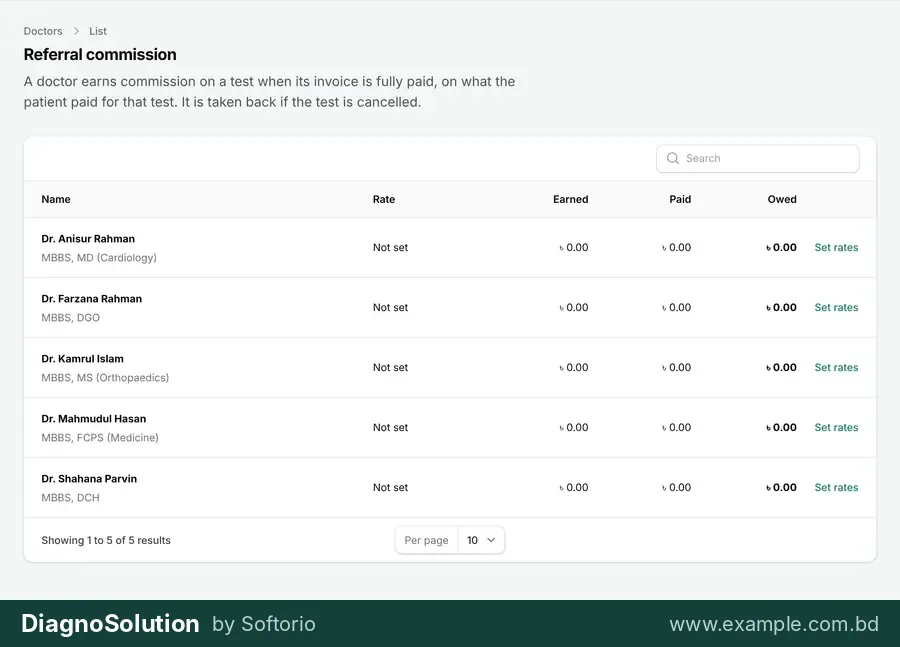 Doctors > List
Referral commission
A doctor earns commission on a test when its invoice is fully paid, on what the
patient paid for that test. It is taken back if the test is cancelled.
Search
Name Rate Earned Paid Owed
Dr. Anisur Rahman
MBBS, MD (Cardiology)
Not set ৳ 0.00 ৳ 0.00 ৳ 0.00 Set rates
Dr. Farzana Rahman
MBBS, DGO
Not set ৳ 0.00 ৳ 0.00 ৳ 0.00 Set rates
Dr. Kamrul Islam
MBBS, MS (Orthopaedics)
Not set ৳ 0.00 ৳ 0.00 ৳ 0.00 Set rates
Dr. Mahmudul Hasan
MBBS, FCPS (Medicine)
Not set ৳ 0.00 ৳ 0.00 ৳ 0.00 Set rates
Dr. Shahana Parvin
MBBS, DCH
Not set ৳ 0.00 ৳ 0.00 ৳ 0.00 Set rates
Showing 1 to 5 of 5 results
Per page 10
DiagnoSolution by Softorio
www.example.com.bd